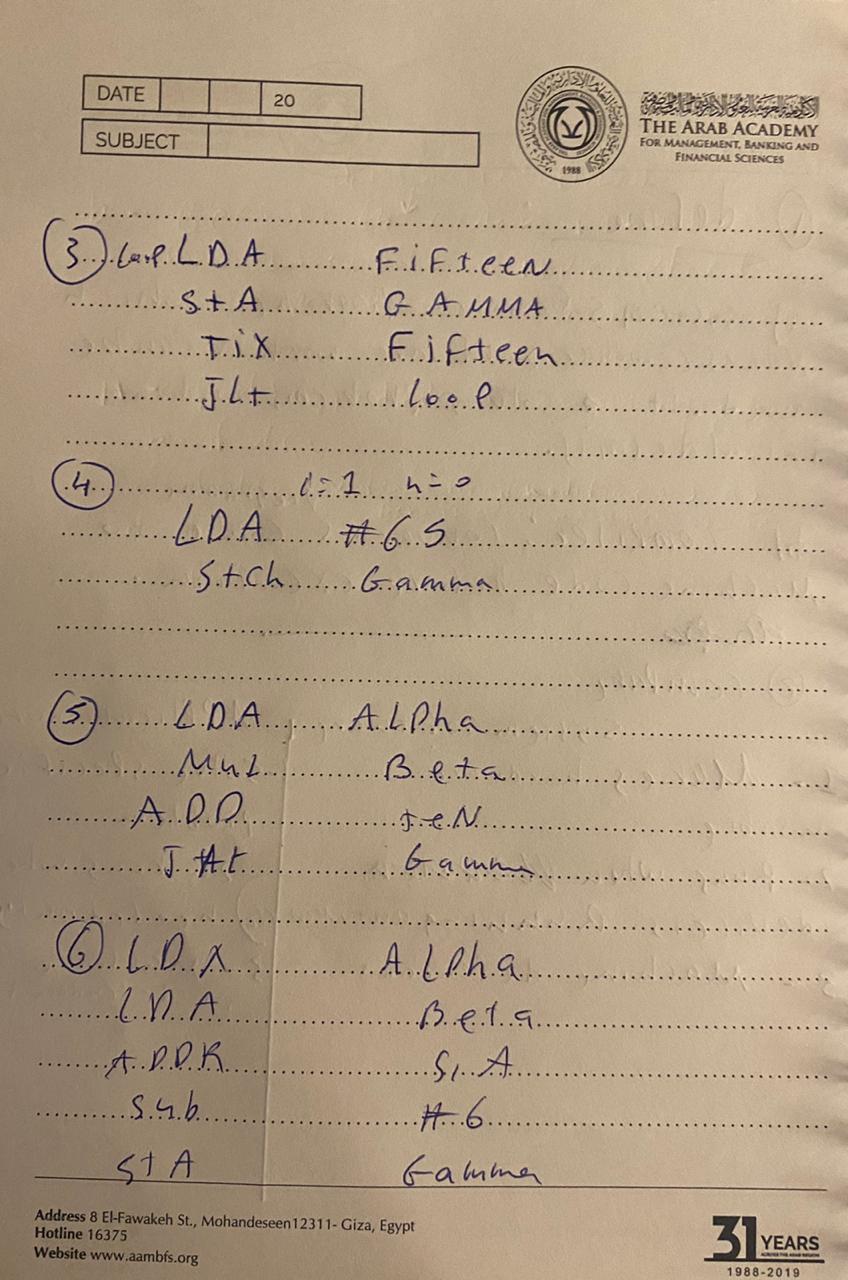 DATE 20
SUBJECT
1988
THE ARAB ACADEMY
FOR MANAGEMENT, BANKING AND
FINANCIAL SCIENCES
3 LooP LDA FiFteeN
StA GAMMA
TiX Fifteen
JLt looP
4 i=1 n=0
LDA #65
StCh Gamma
5 LDA ALPha
MuL Beta
ADD teN
Gamma
6 LDX ALPha
LDA Beta
ADDR S, A
Sub #6
StA Gamma
Address 8 El-Fawakeh St., Mohandeseen12311- Giza, Egypt
Hotline 16375
Website www.aambfs.org
31 YEARS
1988-2019